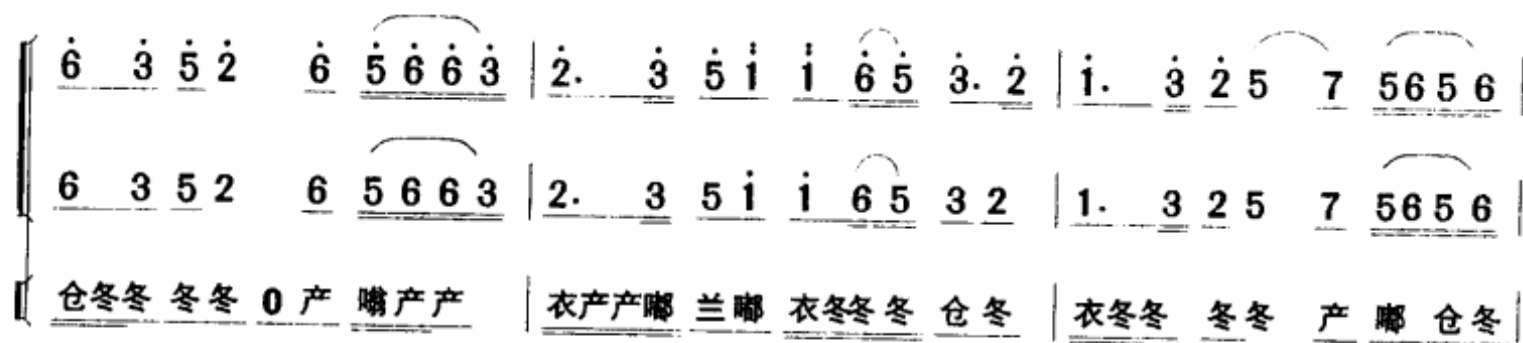 6̇ 3̇ 5̇ 2̇ 6̇ 5̇ 6̇ 6̇ 3̇ | 2̇. 3̇ 5̇ 1̈ 1̈ 6̇ 5̇ 3̇. 2̇ | 1̇. 3̇ 2̇ 5 7 5 6 5 6 |
6 3 5 2 6 5 6 6 3 | 2. 3 5 1̇ 1̇ 6 5 3 2 | 1. 3 2 5 7 5 6 5 6 |
仓冬冬 冬冬 0 产 嗡产产 | 衣产产嘟 兰嘟 衣冬冬冬 仓冬 | 衣冬冬 冬冬 产 嘟 仓冬 |